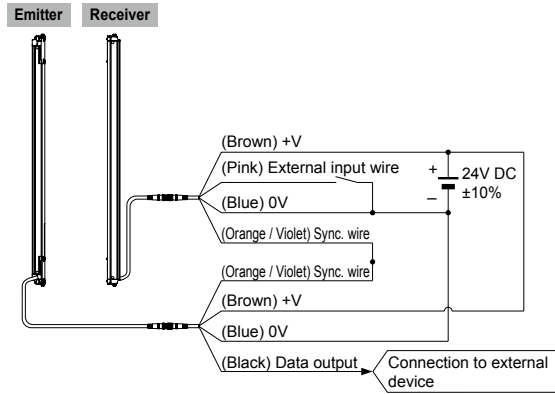 Emitter Receiver
(Brown) +V
(Pink) External input wire
+ 24V DC
±10%
(Blue) 0V
–
(Orange / Violet) Sync. wire
(Orange / Violet) Sync. wire
(Brown) +V
(Blue) 0V
(Black) Data output
Connection to external
device